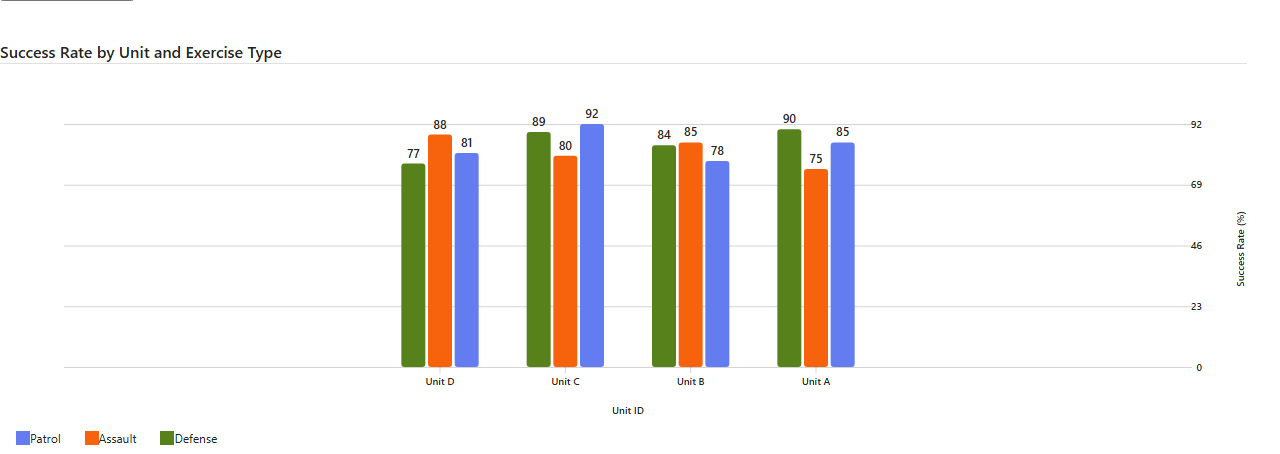 Success Rate by Unit and Exercise Type
77 88 81 89 80 92 84 85 78 90 75 85
92
69
46
23
0
Success Rate (%)
Unit D Unit C Unit B Unit A
Unit ID
Patrol Assault Defense